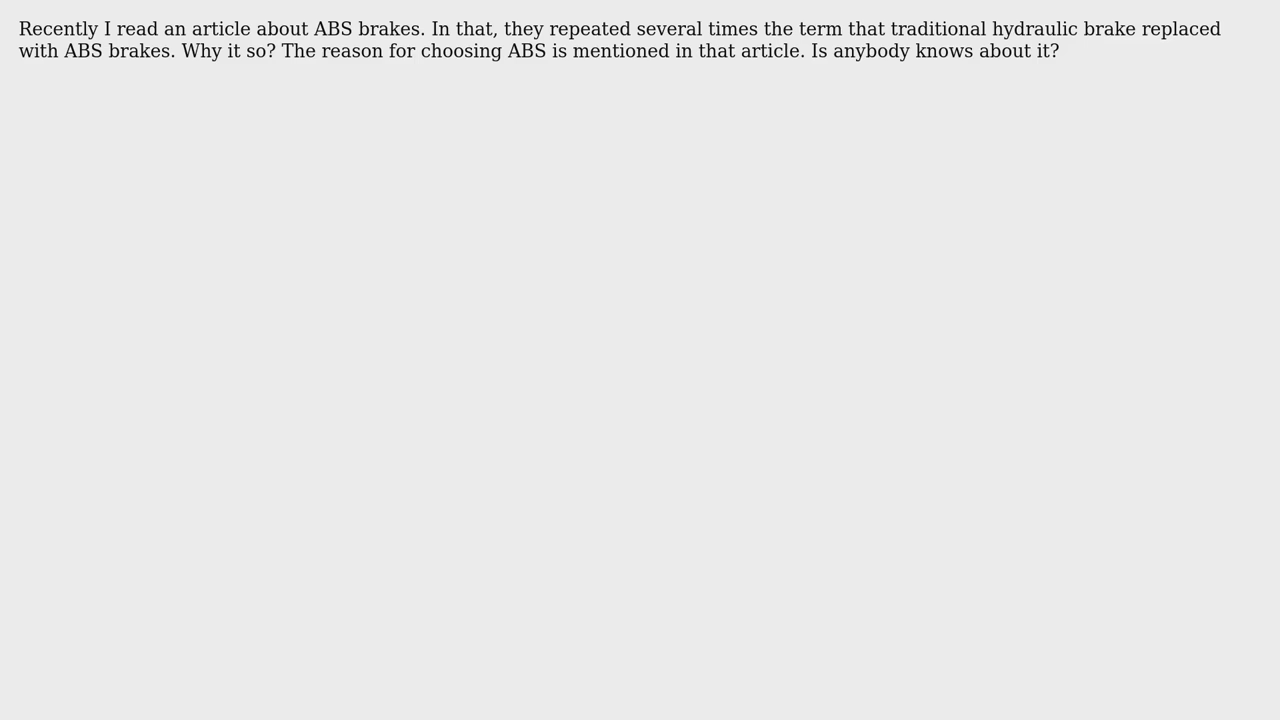 Recently I read an article about ABS brakes. In that, they repeated several times the term that traditional hydraulic brake replaced
with ABS brakes. Why it so? The reason for choosing ABS is mentioned in that article. Is anybody knows about it?